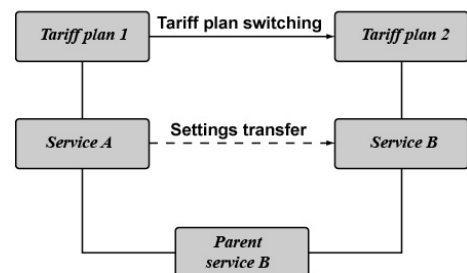 Tariff plan 1
Tariff plan switching
Tariff plan 2
Service A
Settings transfer
Service B
Parent
service B